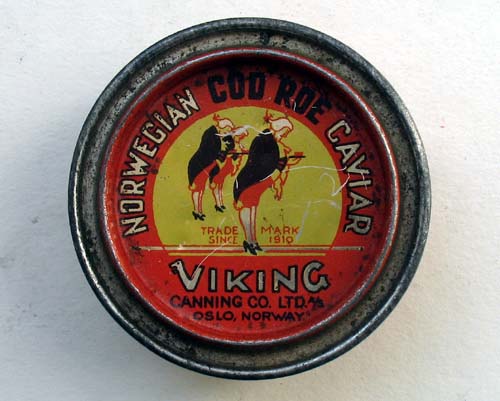 NORWEGIAN COD ROE CAVIAR
TRADE MARK
SINCE 1910
VIKING
CANNING CO. LTD. A/S
OSLO, NORWAY